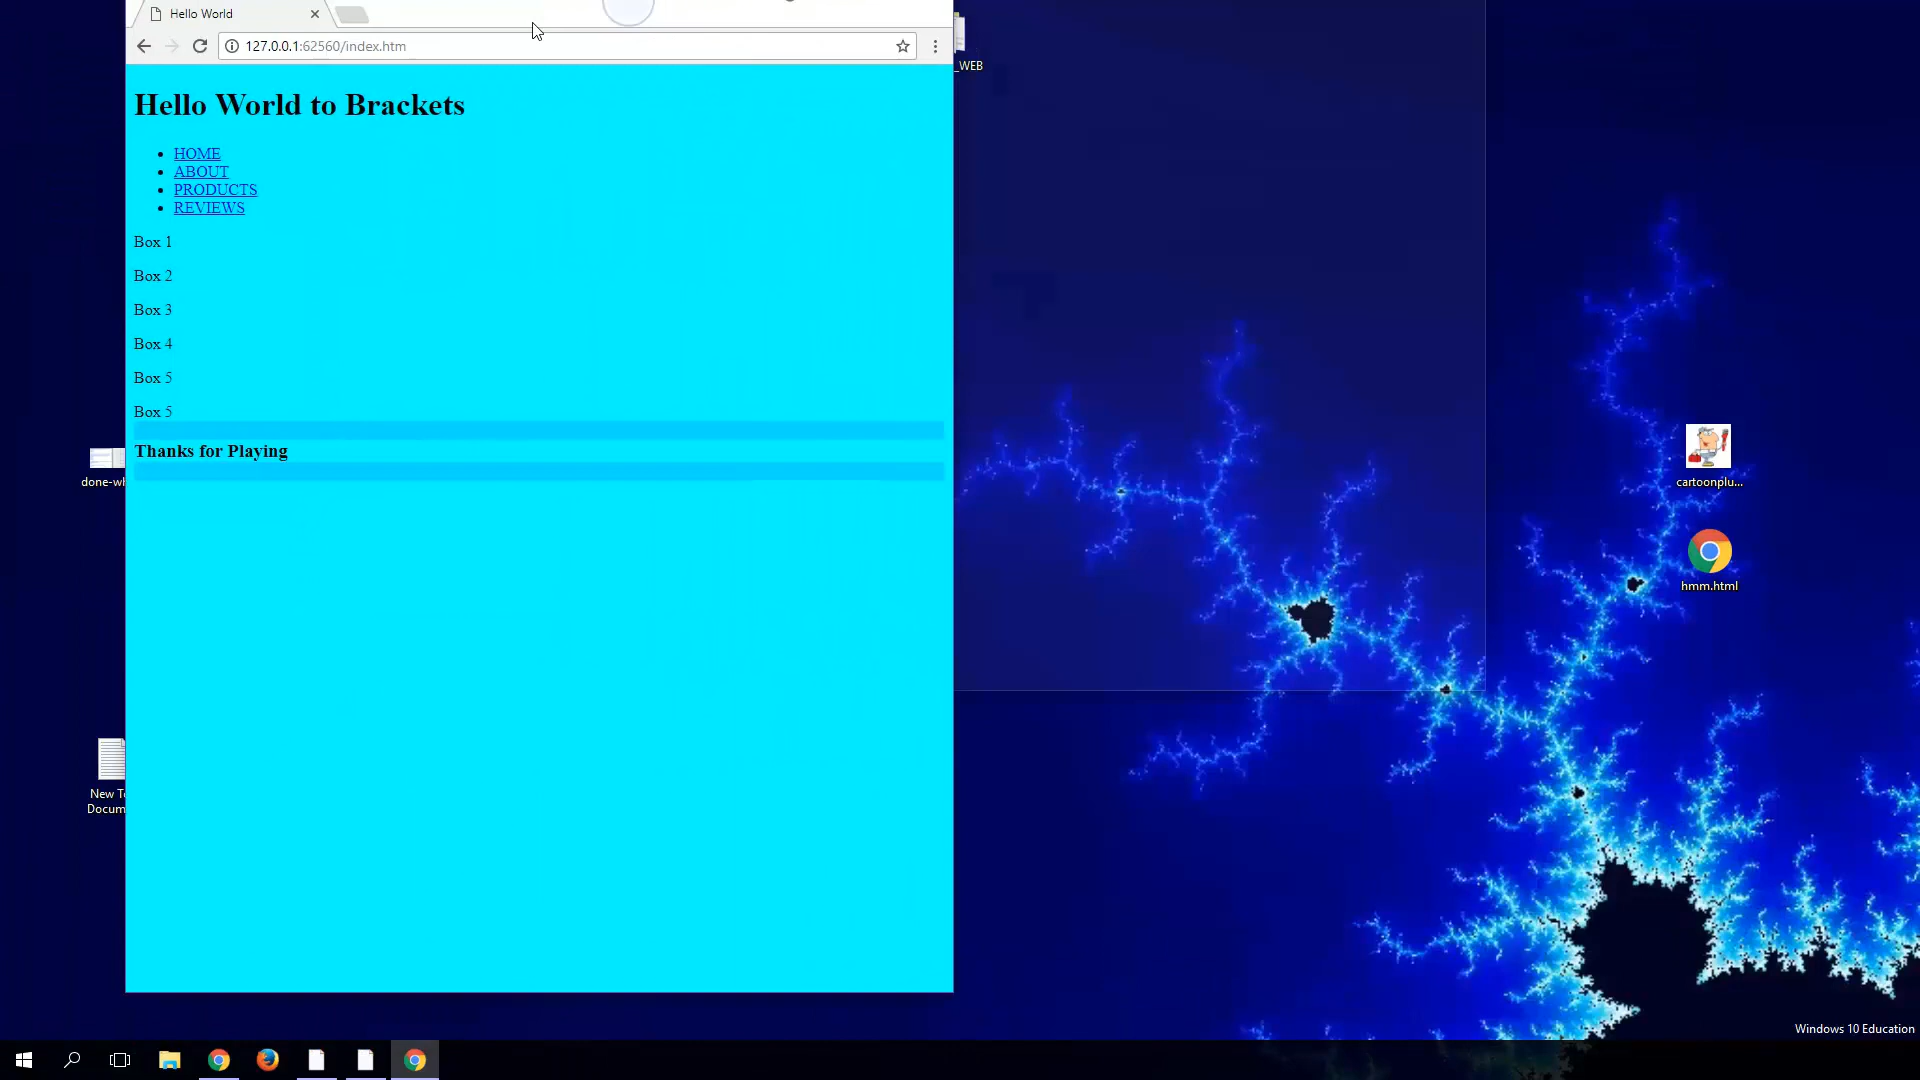 Hello World
127.0.0.1:62560/index.htm
_WEB
Hello World to Brackets
HOME
ABOUT
PRODUCTS
REVIEWS
Box 1
Box 2
Box 3
Box 4
Box 5
Box 5
Thanks for Playing
done-wh
cartoonplu...
hmm.html
New Te
Docum
Windows 10 Education